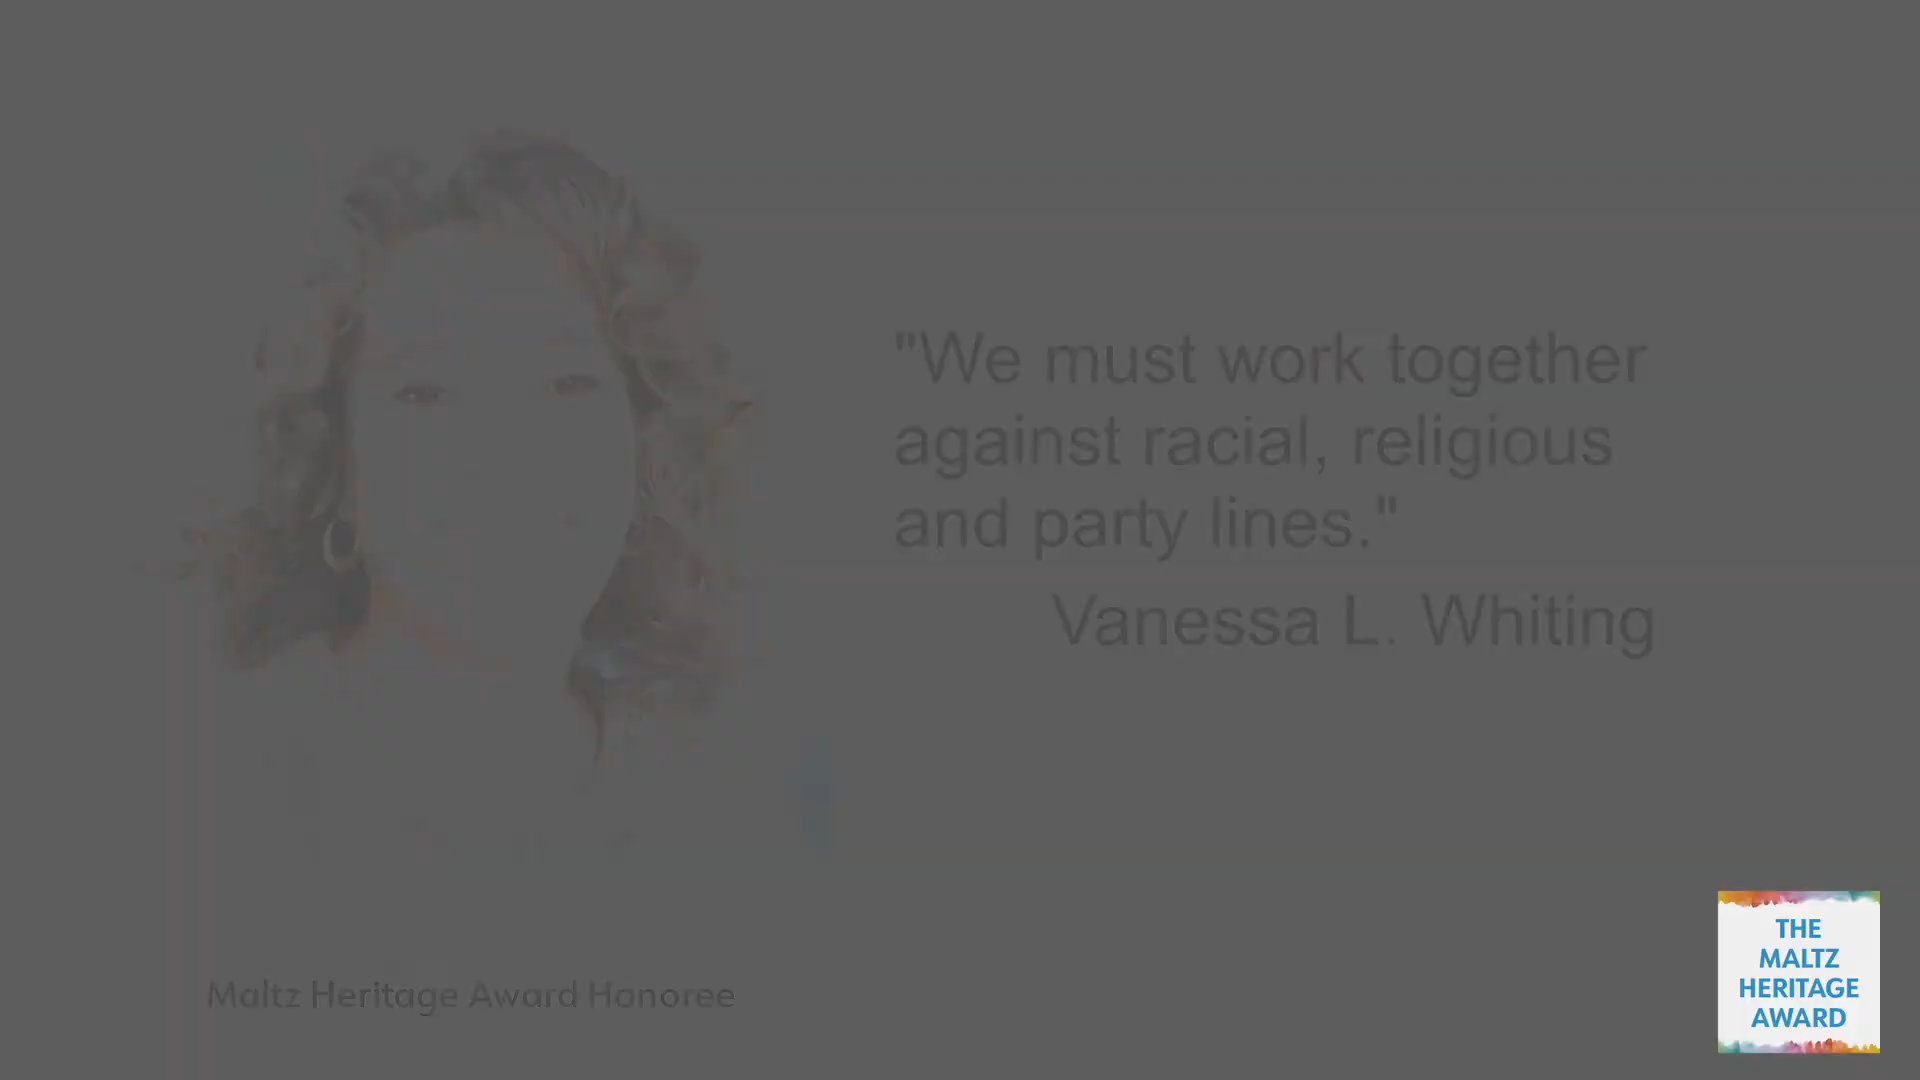 "We must work together
against racial, religious
and party lines."
Vanessa L. Whiting
Maltz Heritage Award Honoree
THE
MALTZ
HERITAGE
AWARD